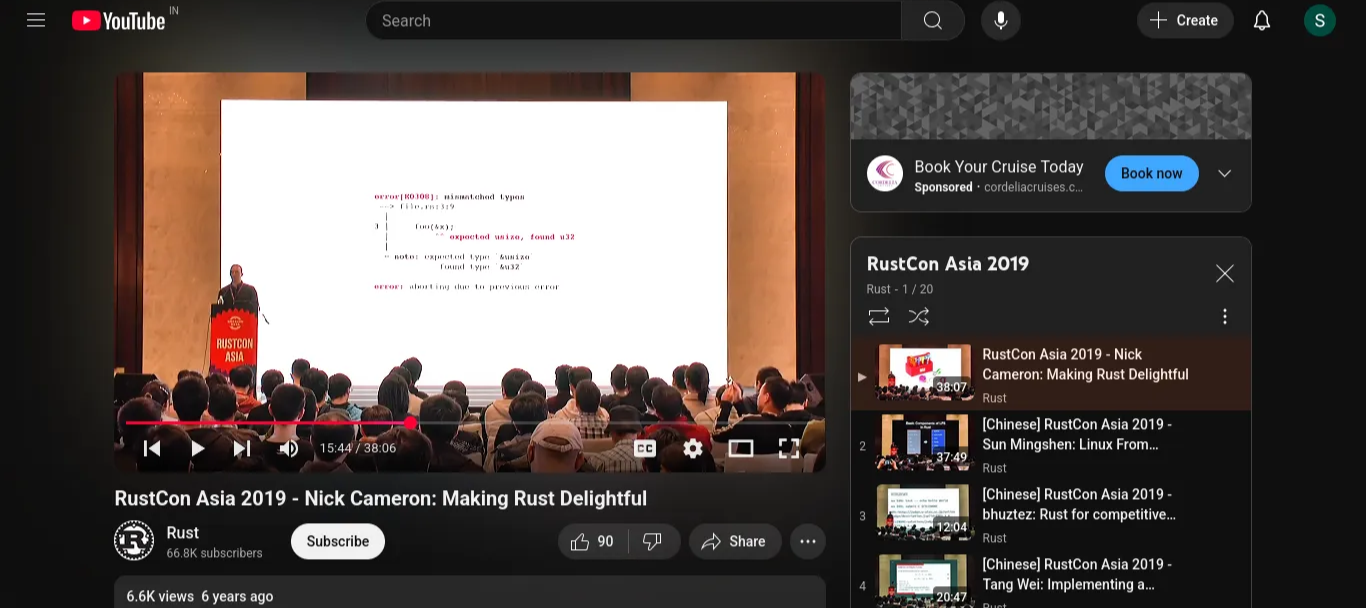 YouTube IN
Search
Create
S
error[E0308]: mismatched types
--> file.rs:3:9
|
3 | foo(&x);
| ^^ expected usize, found u32
|
= note: expected type `&usize`
found type `&u32`
error: aborting due to previous error
RUSTCON
ASIA
15:44 / 38:06
CC
RustCon Asia 2019 - Nick Cameron: Making Rust Delightful
Rust
66.8K subscribers
Subscribe
90
Share
6.6K views 6 years ago
Book Your Cruise Today
Sponsored · cordeliacruises.c...
Book now
RustCon Asia 2019
Rust - 1 / 20
38:07
RustCon Asia 2019 - Nick
Cameron: Making Rust Delightful
Rust
2
37:49
[Chinese] RustCon Asia 2019 -
Sun Mingshen: Linux From...
Rust
3
12:04
[Chinese] RustCon Asia 2019 -
bhuztez: Rust for competitive...
Rust
4
20:47
[Chinese] RustCon Asia 2019 -
Tang Wei: Implementing a...
Rust